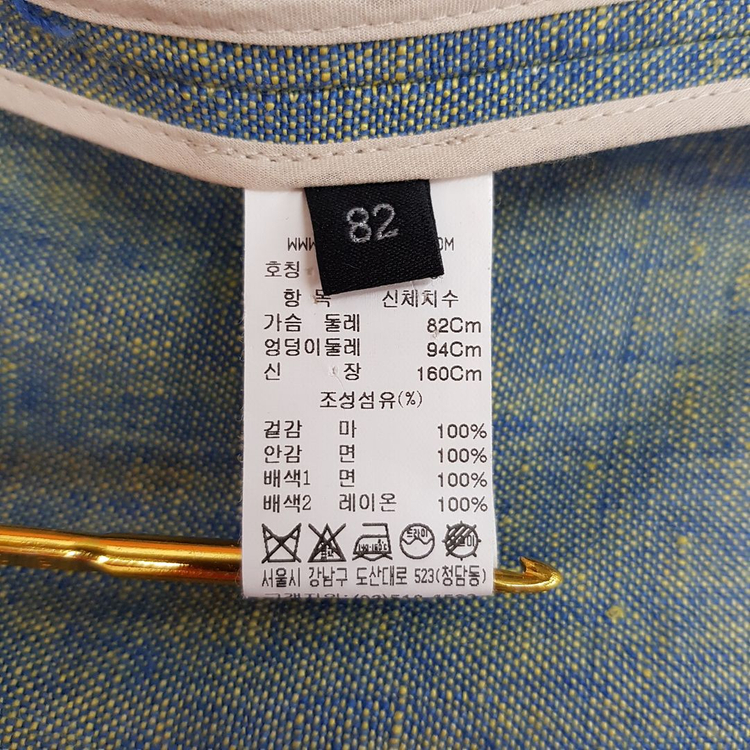 82
호칭
항 목 신체치수
가슴 둘레 82Cm
엉덩이둘레 94Cm
신 장 160Cm
조성섬유(%)
겉감 마 100%
안감 면 100%
배색1 면 100%
배색2 레이온 100%
드라이
서울시 강남구 도산대로 523(청담동)